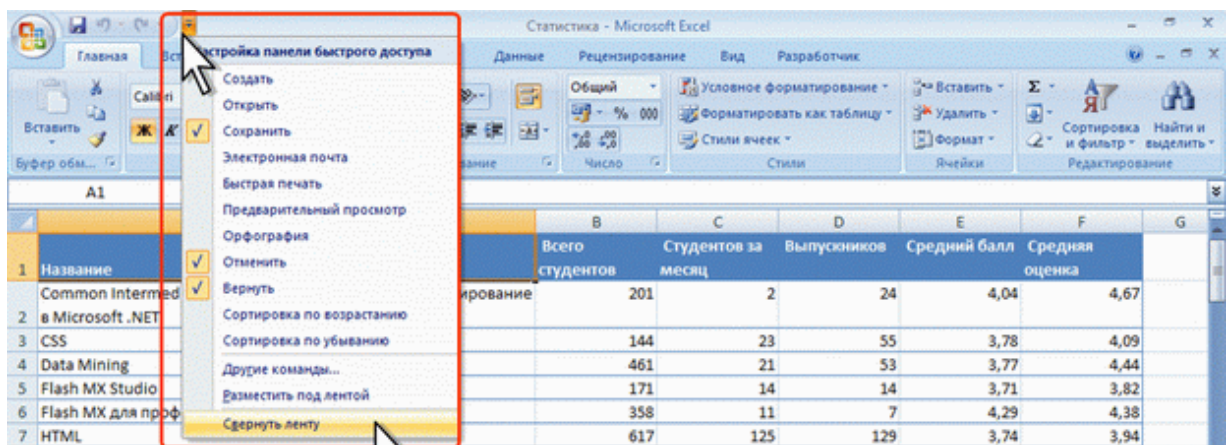 Статистика - Microsoft Excel
Главная Данные Рецензирование Вид Разработчик
Настройка панели быстрого доступа
Создать
Открыть
Сохранить
Электронная почта
Быстрая печать
Предварительный просмотр
Орфография
Отменить
Вернуть
Сортировка по возрастанию
Сортировка по убыванию
Другие команды...
Разместить под лентой
Свернуть ленту
Вставить
Буфер обм...
Calibri
Ж К
Общий
% 000
Число
Условное форматирование
Форматировать как таблицу
Стили ячеек
Стили
Вставить
Удалить
Формат
Ячейки
Σ
Сортировка и фильтр
Найти и выделить
Редактирование
A1
B C D E F G
1 Название Всего студентов Студентов за месяц Выпускников Средний балл Средняя оценка
2 Common Intermed ирование в Microsoft .NET 201 2 24 4,04 4,67
3 CSS 144 23 55 3,78 4,09
4 Data Mining 461 21 53 3,77 4,44
5 Flash MX Studio 171 14 14 3,71 3,82
6 Flash MX для проф 358 11 7 4,29 4,38
7 HTML 617 125 129 3,74 3,94